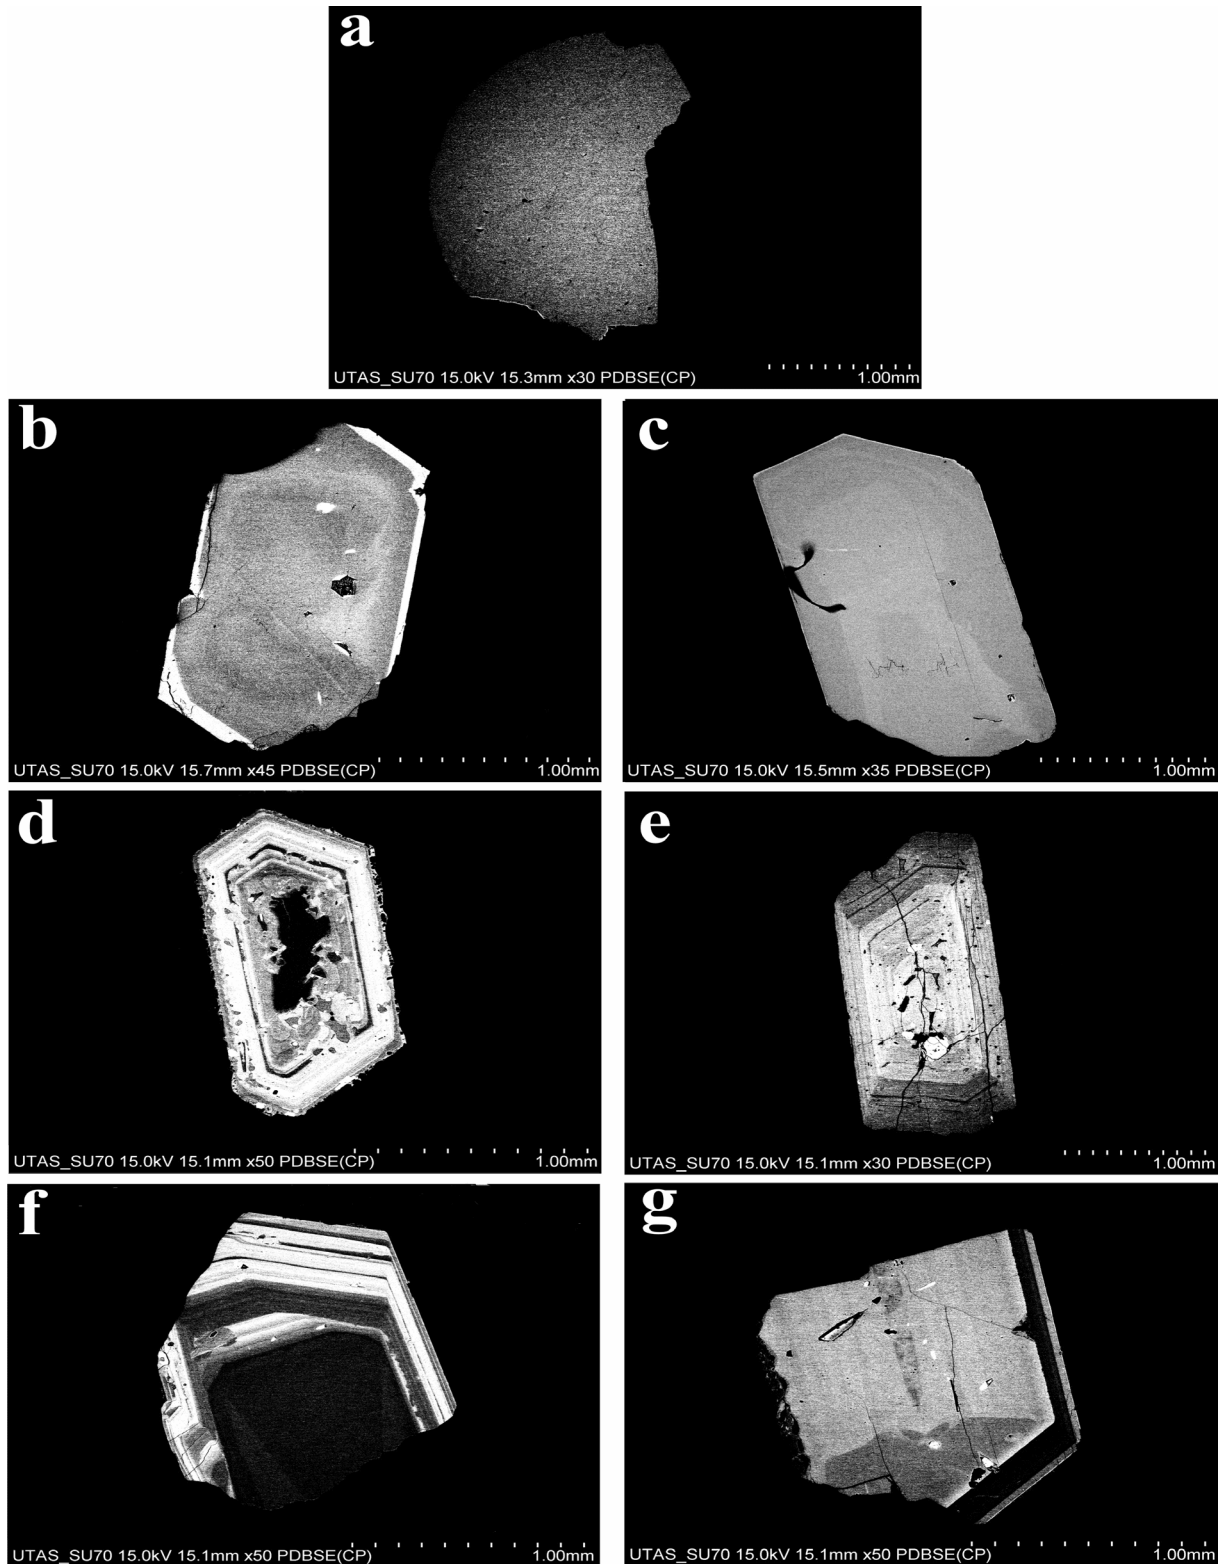 a
UTAS_SU70 15.0kV 15.3mm x30 PDBSE(CP) 1.00mm
b
UTAS_SU70 15.0kV 15.7mm x45 PDBSE(CP) 1.00mm
c
UTAS_SU70 15.0kV 15.5mm x35 PDBSE(CP) 1.00mm
d
UTAS_SU70 15.0kV 15.1mm x50 PDBSE(CP) 1.00mm
e
UTAS_SU70 15.0kV 15.1mm x30 PDBSE(CP) 1.00mm
f
UTAS_SU70 15.0kV 15.1mm x50 PDBSE(CP) 1.00mm
g
UTAS_SU70 15.0kV 15.1mm x50 PDBSE(CP) 1.00mm